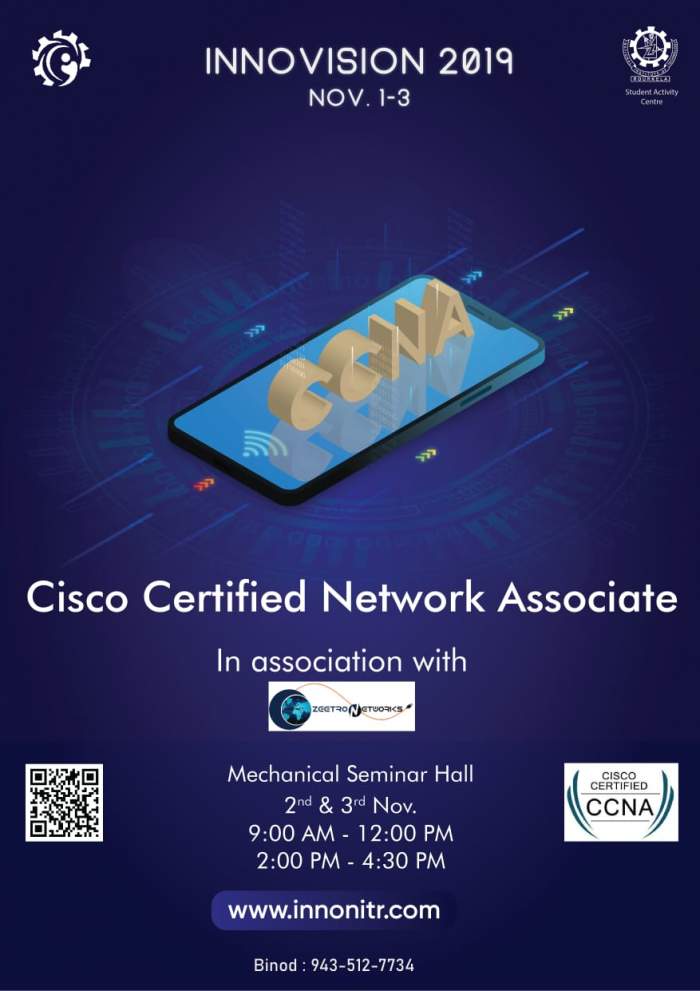 INNOVISION 2019
NOV. 1-3
Student Activity
Centre
CCNA
Cisco Certified Network Associate
In association with
ZEETRO NETWORKS
Mechanical Seminar Hall
2nd & 3rd Nov.
9:00 AM - 12:00 PM
2:00 PM - 4:30 PM
CISCO
CERTIFIED
CCNA
www.innonitr.com
Binod : 943-512-7734